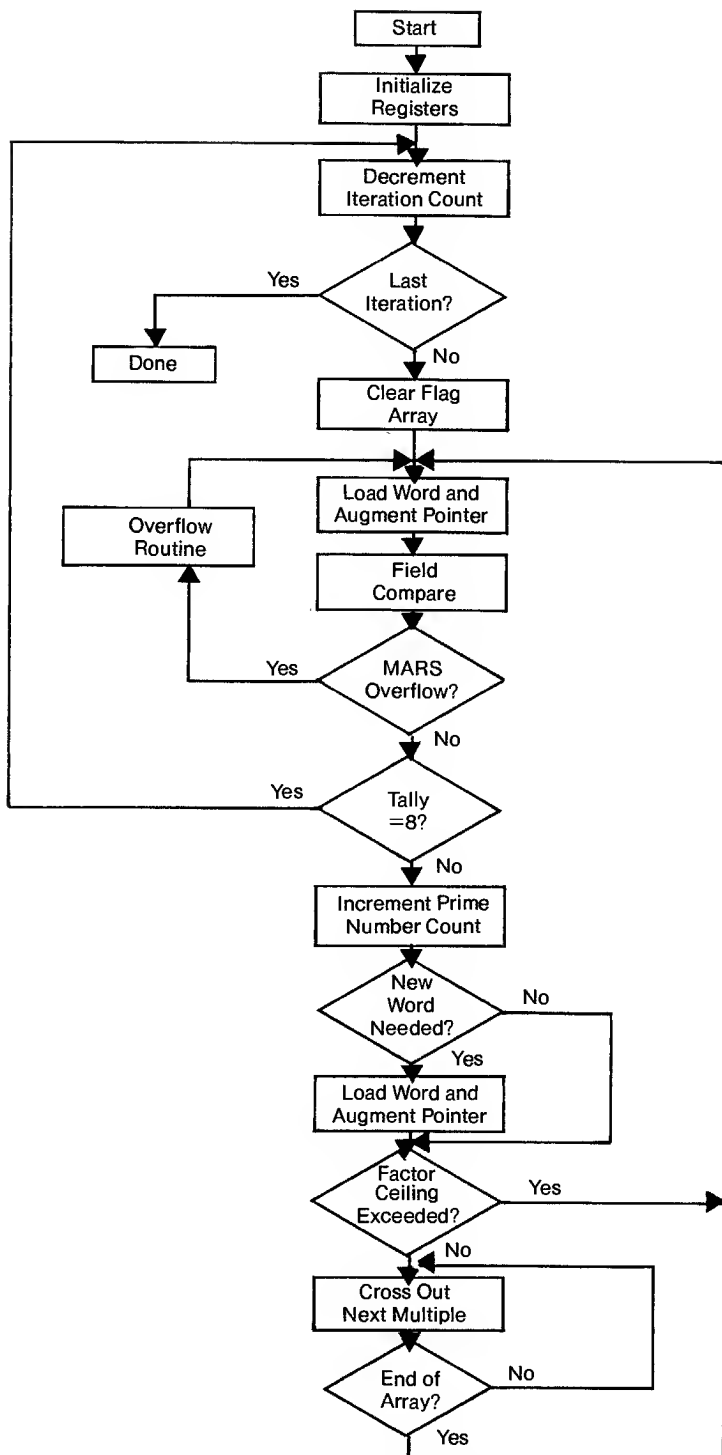 Start
Initialize
Registers
Decrement
Iteration Count
Yes
Last
Iteration?
Done
No
Clear Flag
Array
Load Word and
Augment Pointer
Overflow
Routine
Field
Compare
Yes
MARS
Overflow?
No
Yes
Tally
=8?
No
Increment Prime
Number Count
New
Word
Needed?
No
Yes
Load Word and
Augment Pointer
Factor
Ceiling
Exceeded?
Yes
No
Cross Out
Next Multiple
End of
Array?
No
Yes